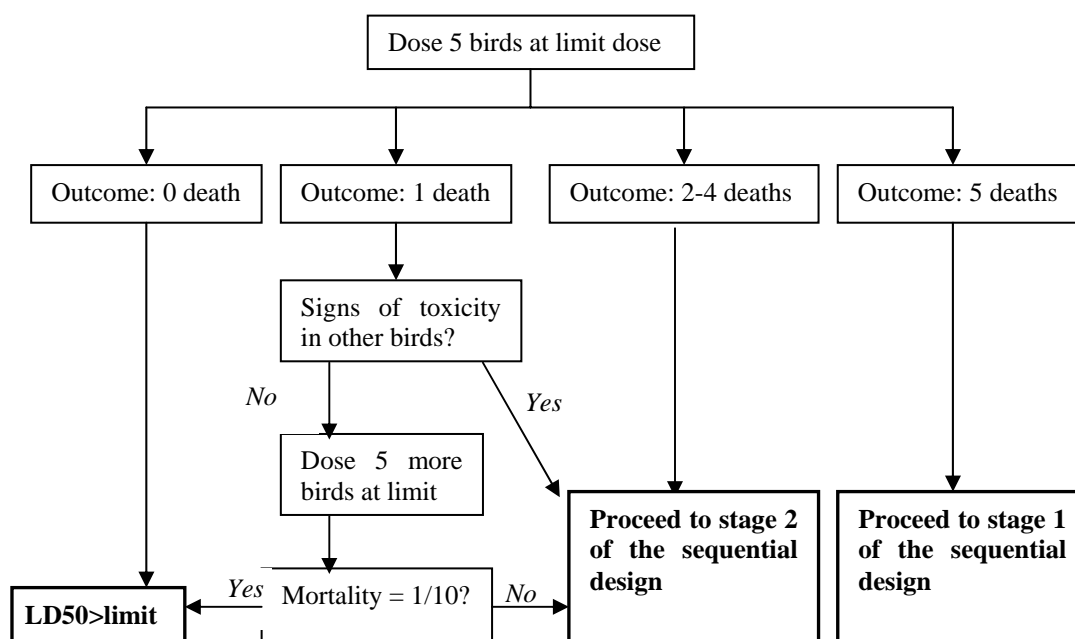 Dose 5 birds at limit dose
Outcome: 0 death
Outcome: 1 death
Outcome: 2-4 deaths
Outcome: 5 deaths
Signs of toxicity
in other birds?
No
Yes
Dose 5 more
birds at limit
Proceed to stage 2
of the sequential
design
Proceed to stage 1
of the sequential
design
LD50>limit
Yes
Mortality = 1/10?
No